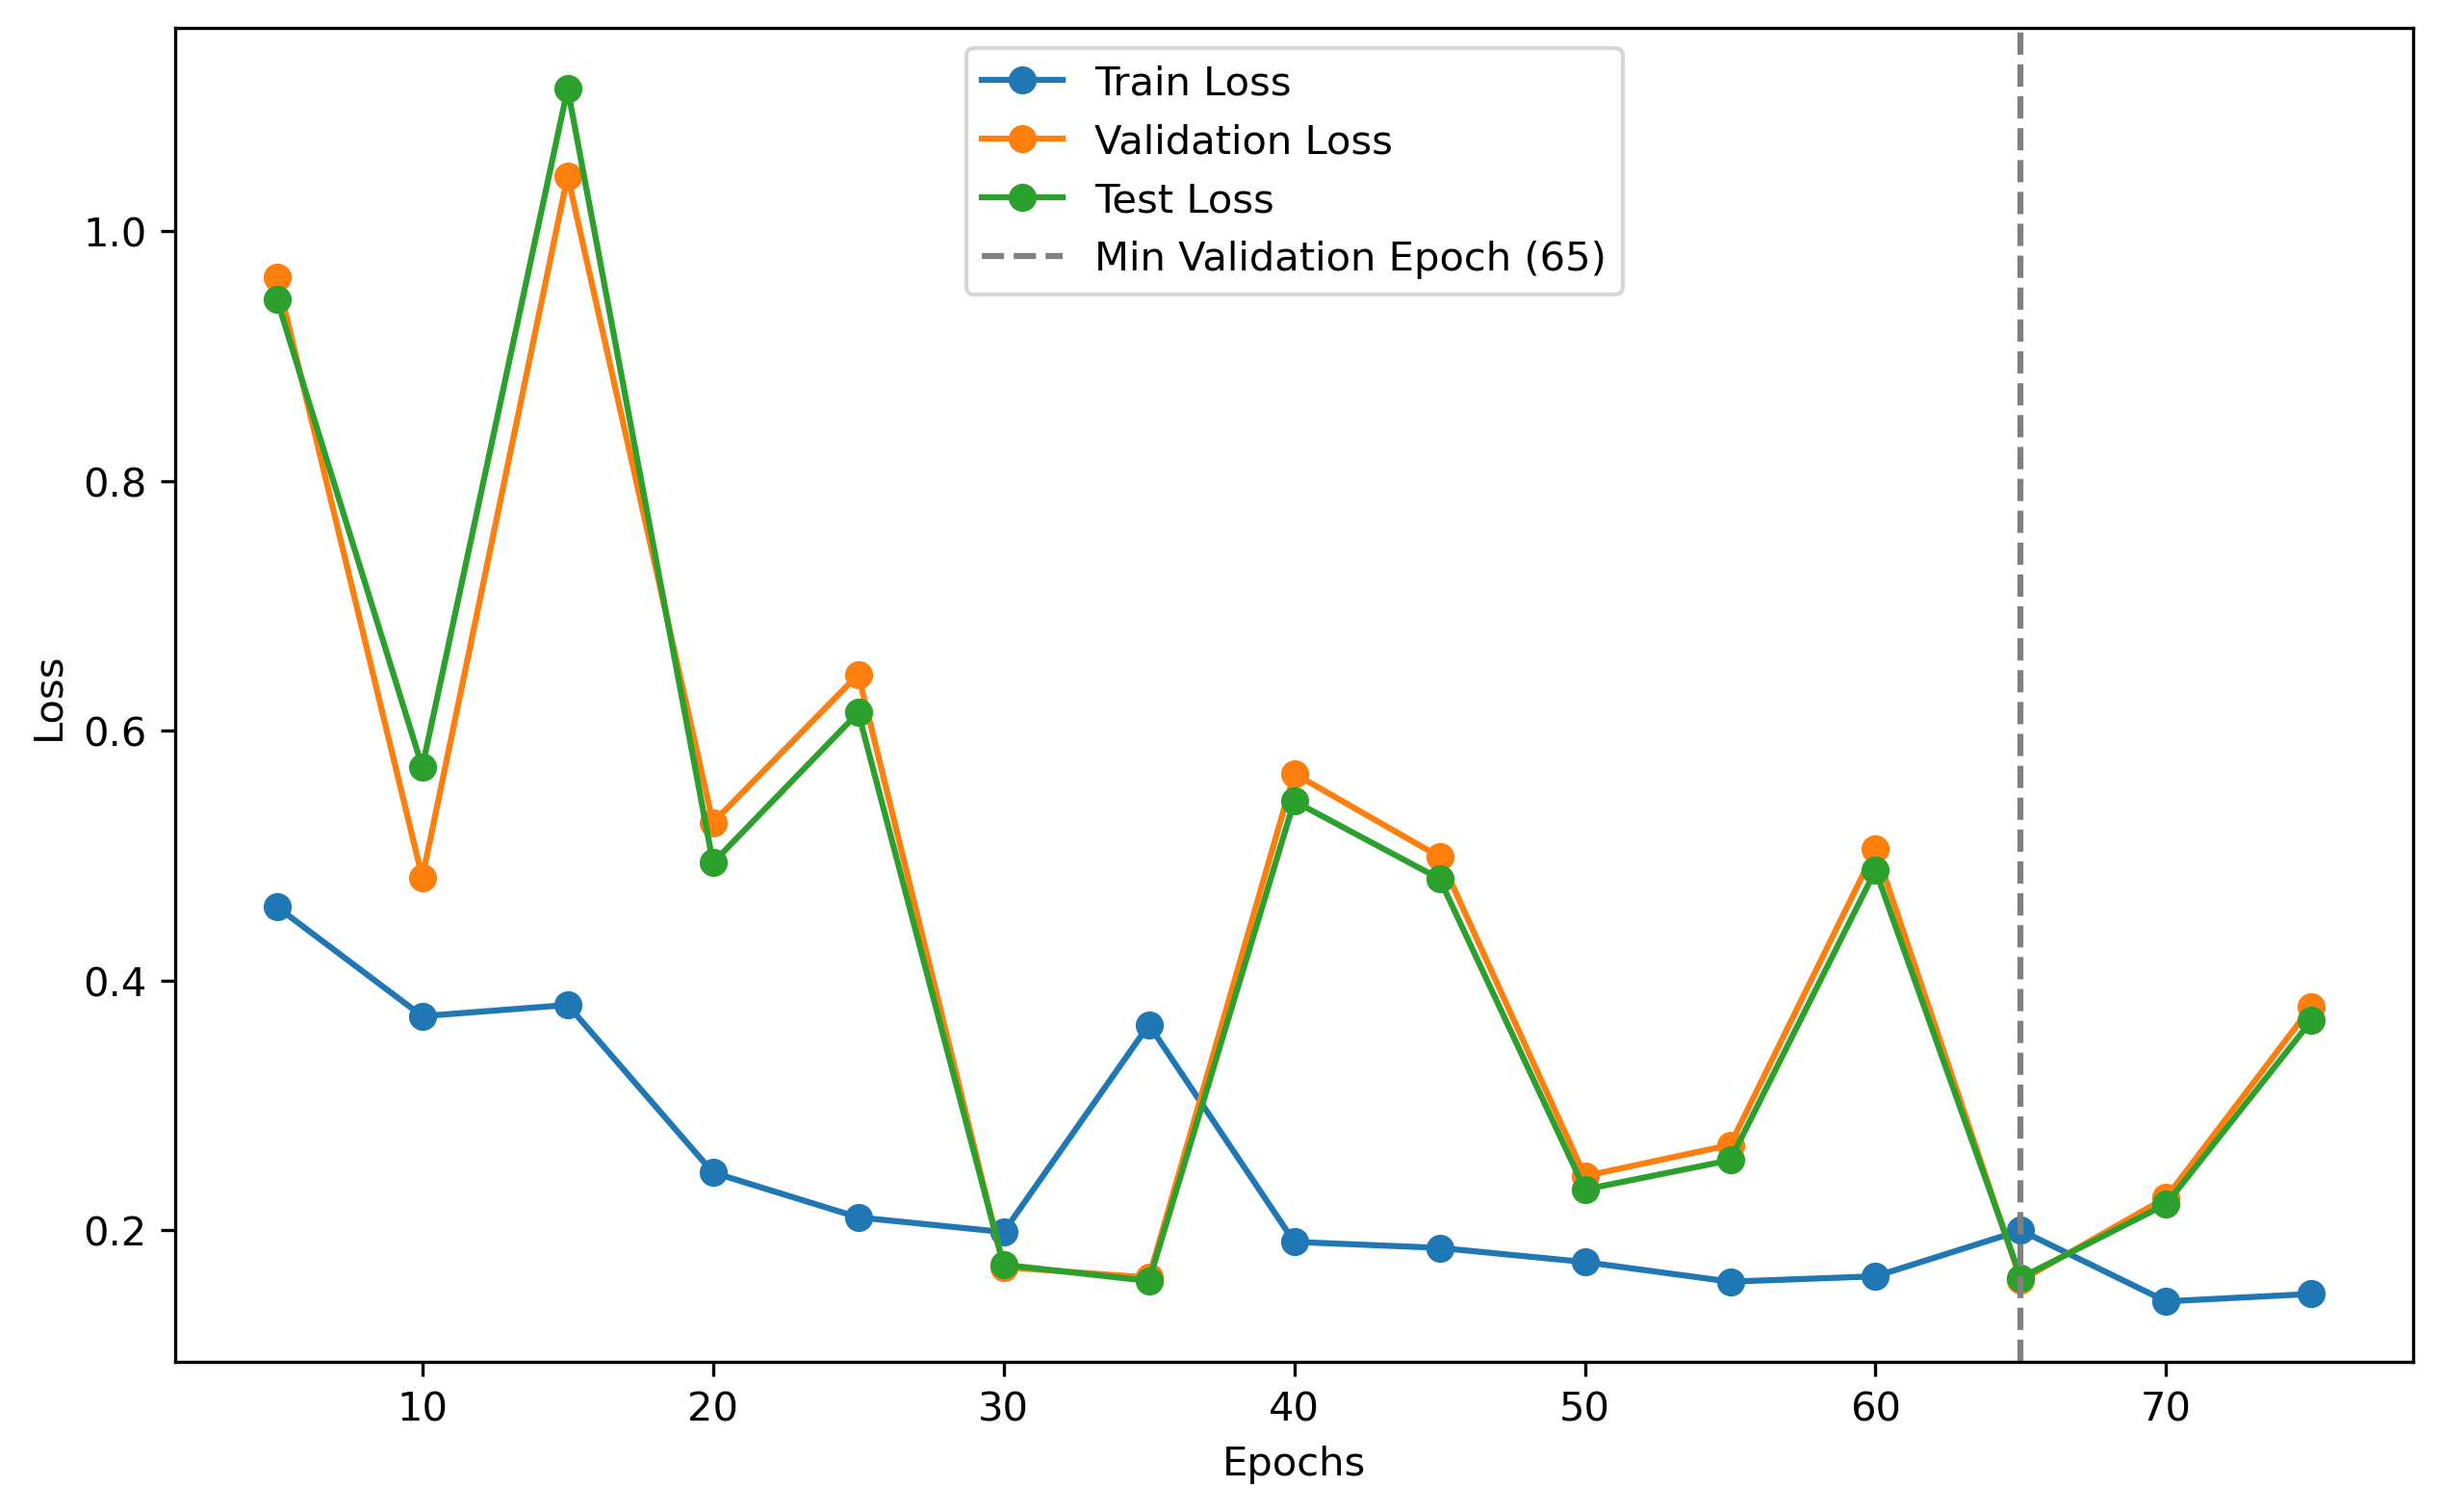 Train Loss
Validation Loss
Test Loss
Min Validation Epoch (65)
1.0
0.8
0.6
0.4
0.2
Loss
10 20 30 40 50 60 70
Epochs